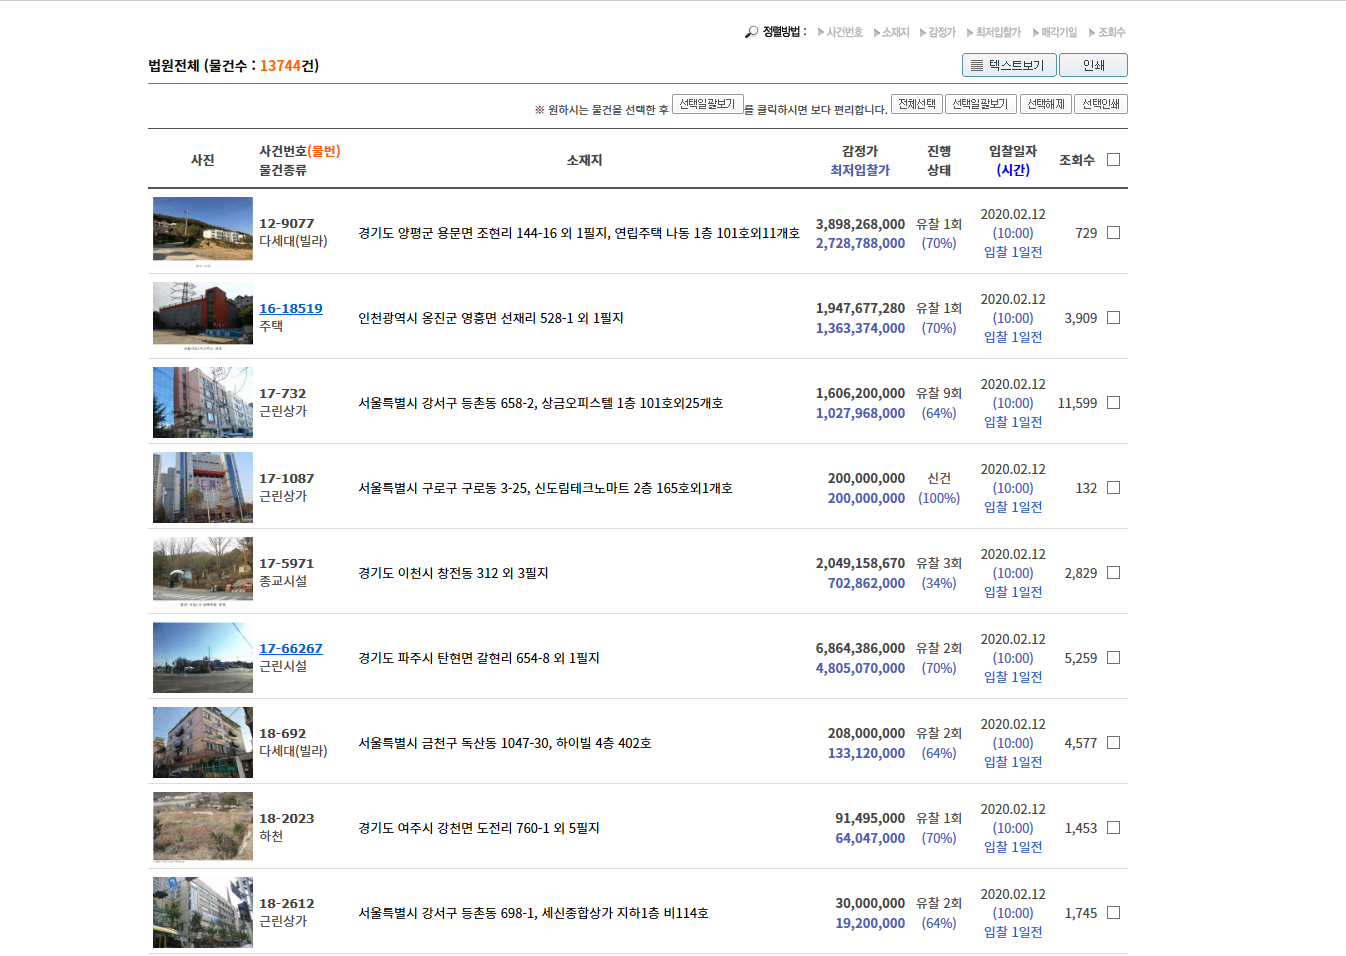 정렬방법 : 사건번호 소재지 감정가 최저입찰가 매각기일 조회수
법원전체 (물건수 : 13744건)
텍스트보기 인쇄
※ 원하시는 물건을 선택한 후 선택일괄보기 를 클릭하시면 보다 편리합니다. 전체선택 선택일괄보기 선택해제 선택인쇄
사진 사건번호(물번) 소재지 감정가 진행 입찰일자 조회수
물건종류 최저입찰가 상태 (시간)
12-9077 3,898,268,000 유찰 1회 2020.02.12
다세대(빌라) 경기도 양평군 용문면 조현리 144-16 외 1필지, 연립주택 나동 1층 101호외11개호 2,728,788,000 (70%) (10:00) 729
입찰 1일전
16-18519 1,947,677,280 유찰 1회 2020.02.12
주택 인천광역시 옹진군 영흥면 선재리 528-1 외 1필지 1,363,374,000 (70%) (10:00) 3,909
입찰 1일전
17-732 1,606,200,000 유찰 9회 2020.02.12
근린상가 서울특별시 강서구 등촌동 658-2, 상금오피스텔 1층 101호외25개호 1,027,968,000 (64%) (10:00) 11,599
입찰 1일전
17-1087 200,000,000 신건 2020.02.12
근린상가 서울특별시 구로구 구로동 3-25, 신도림테크노마트 2층 165호외1개호 200,000,000 (100%) (10:00) 132
입찰 1일전
17-5971 2,049,158,670 유찰 3회 2020.02.12
종교시설 경기도 이천시 창전동 312 외 3필지 702,862,000 (34%) (10:00) 2,829
입찰 1일전
17-66267 6,864,386,000 유찰 2회 2020.02.12
근린시설 경기도 파주시 탄현면 갈현리 654-8 외 1필지 4,805,070,000 (70%) (10:00) 5,259
입찰 1일전
18-692 208,000,000 유찰 2회 2020.02.12
다세대(빌라) 서울특별시 금천구 독산동 1047-30, 하이빌 4층 402호 133,120,000 (64%) (10:00) 4,577
입찰 1일전
18-2023 91,495,000 유찰 1회 2020.02.12
하천 경기도 여주시 강천면 도전리 760-1 외 5필지 64,047,000 (70%) (10:00) 1,453
입찰 1일전
18-2612 30,000,000 유찰 2회 2020.02.12
근린상가 서울특별시 강서구 등촌동 698-1, 세신종합상가 지하1층 비114호 19,200,000 (64%) (10:00) 1,745
입찰 1일전